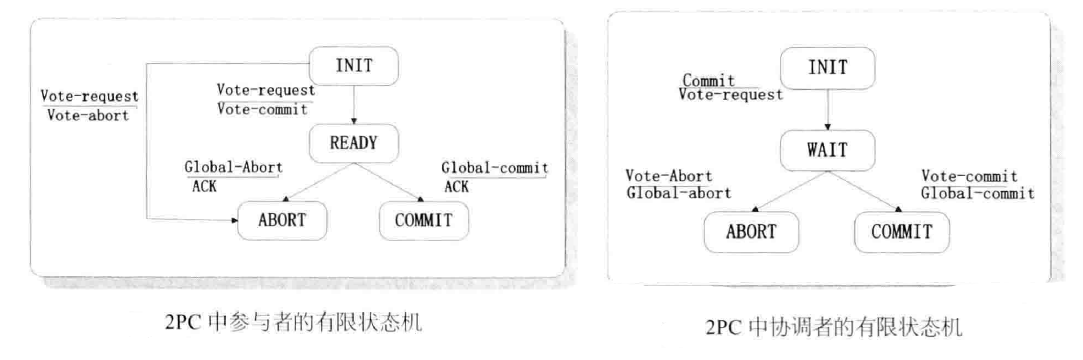 INIT
Vote-request
Vote-abort
Vote-request
Vote-commit
READY
Global-Abort
ACK
Global-commit
ACK
ABORT
COMMIT
2PC 中参与者的有限状态机
INIT
Commit
Vote-request
WAIT
Vote-Abort
Global-abort
Vote-commit
Global-commit
ABORT
COMMIT
2PC 中协调者的有限状态机